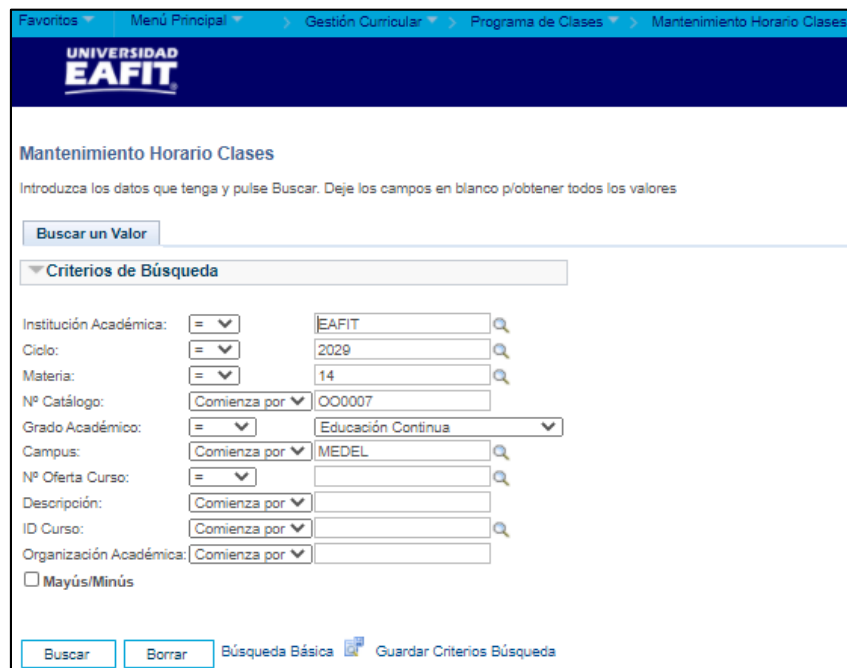 Favoritos Menú Principal > Gestión Curricular > Programa de Clases > Mantenimiento Horario Clases
UNIVERSIDAD
EAFIT
Mantenimiento Horario Clases
Introduzca los datos que tenga y pulse Buscar. Deje los campos en blanco p/obtener todos los valores
Buscar un Valor
Criterios de Búsqueda
Institución Académica: = EAFIT
Ciclo: = 2029
Materia: = 14
Nº Catálogo: Comienza por OO0007
Grado Académico: = Educación Continua
Campus: Comienza por MEDEL
Nº Oferta Curso: =
Descripción: Comienza por
ID Curso: Comienza por
Organización Académica: Comienza por
Mayús/Minús
Buscar Borrar Búsqueda Básica Guardar Criterios Búsqueda